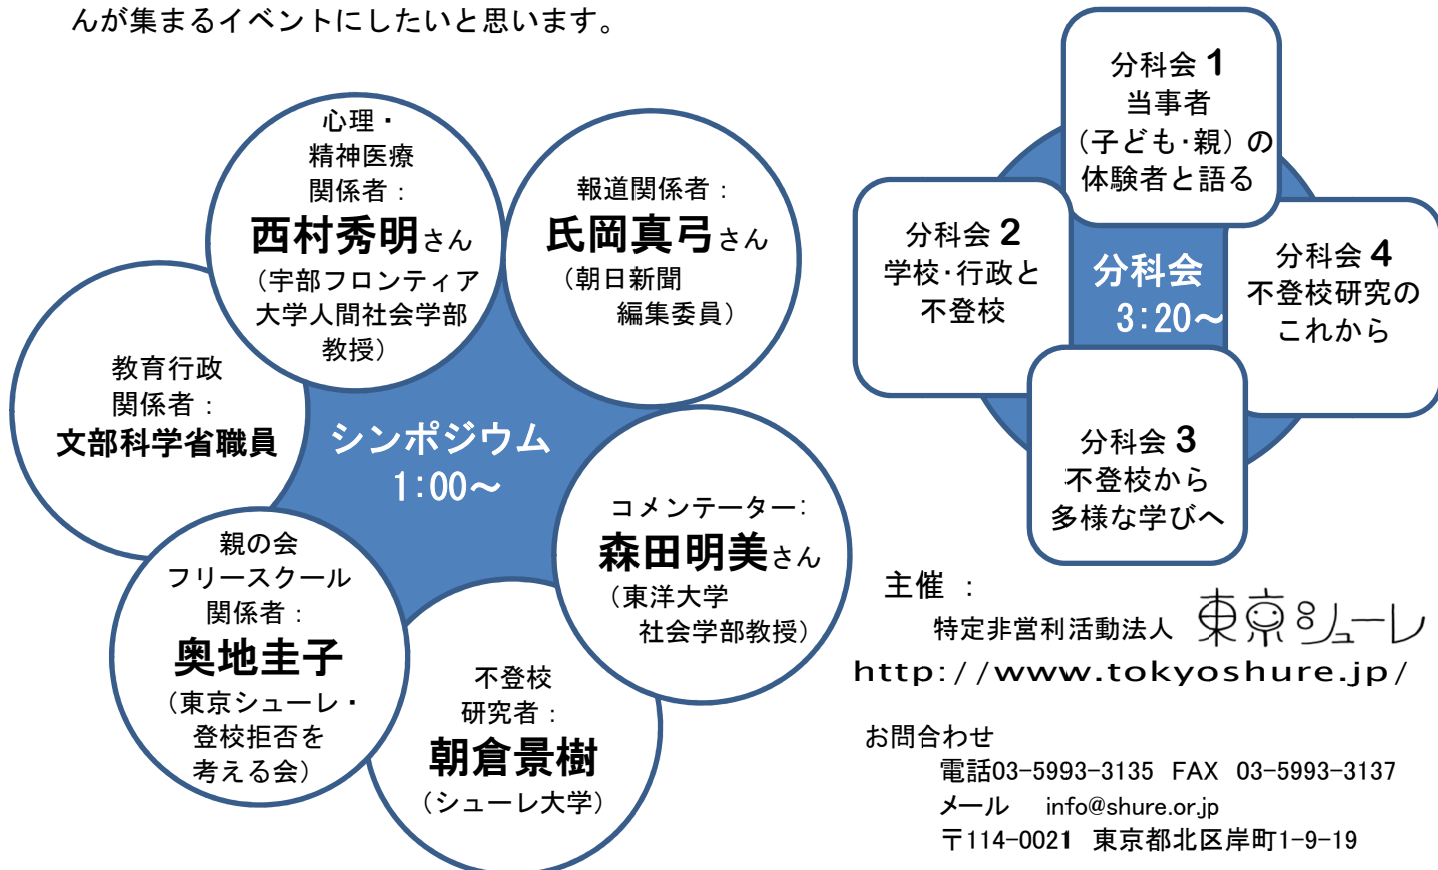 んが集まるイベントにしたいと思います。
心理・
精神医療
関係者：
西村秀明さん
（宇部フロンティア
大学人間社会学部
教授）
報道関係者：
氏岡真弓さん
（朝日新聞
編集委員）
教育行政
関係者：
文部科学省職員
シンポジウム
1:00～
コメンテーター：
森田明美さん
（東洋大学
社会学部教授）
親の会
フリースクール
関係者：
奥地圭子
（東京シューレ・
登校拒否を
考える会）
不登校
研究者：
朝倉景樹
（シューレ大学）
分科会 1
当事者
（子ども・親）の
体験者と語る
分科会 2
学校・行政と
不登校
分科会
3:20～
分科会 4
不登校研究の
これから
分科会 3
不登校から
多様な学びへ
主催 ：
特定非営利活動法人 東京シューレ
http://www.tokyoshure.jp/
お問合わせ
電話03-5993-3135 FAX 03-5993-3137
メール info@shure.or.jp
〒114-0021 東京都北区岸町1-9-19